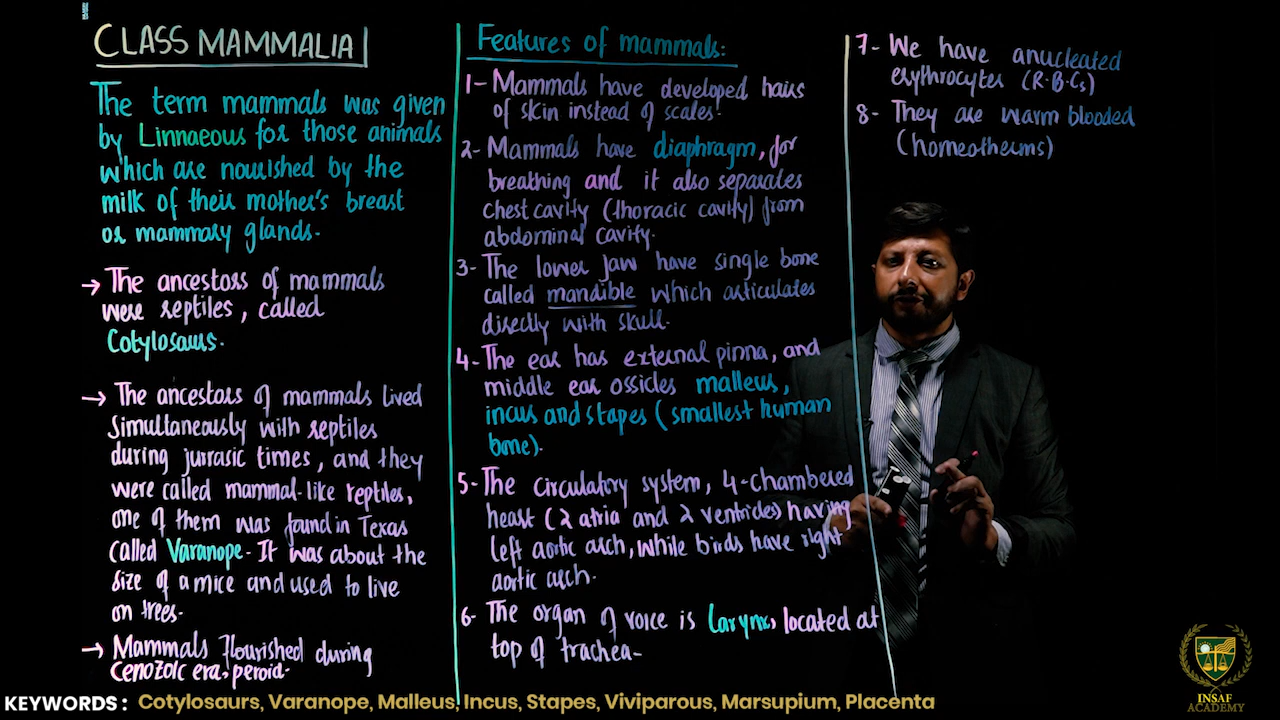 CLASS MAMMALIA
The term mammals was given
by Linnaeous for those animals
which are nourished by the
milk of their mother's breast
or mammary glands.
→ The ancestors of mammals
were reptiles, called
Cotylosaurs.
→ The ancestors of mammals lived
Simultaneously with reptiles
during jurrasic times, and they
were called mammal-like reptiles,
one of them was found in Texas
called Varanope. It was about the
size of a mice and used to live
on trees.
→ Mammals flourished during
Cenozoic era, peroid.
Features of mammals:
1- Mammals have developed hairs
of skin instead of scales.
2- Mammals have diaphragm, for
breathing and it also separates
chest cavity (thoracic cavity) from
abdominal cavity.
3- The lower jaw have single bone
called mandible which articulates
directly with skull.
4- The ear has external pinna, and
middle ear ossicles malleus,
incus and stapes (smallest human
bone).
5- The circulatory system, 4-chambered
heart (2 atria and 2 ventricles) having
left aortic arch, while birds have right
aortic arch.
6- The organ of voice is larynx, located at
top of trachea-
7- We have anucleated
erythrocytes (R.B.Cs)
8- They are warm blooded
(homeotherms)
KEYWORDS: Cotylosaurs, Varanope, Malleus, Incus, Stapes, Viviparous, Marsupium, Placenta
INSAF
ACADEMY